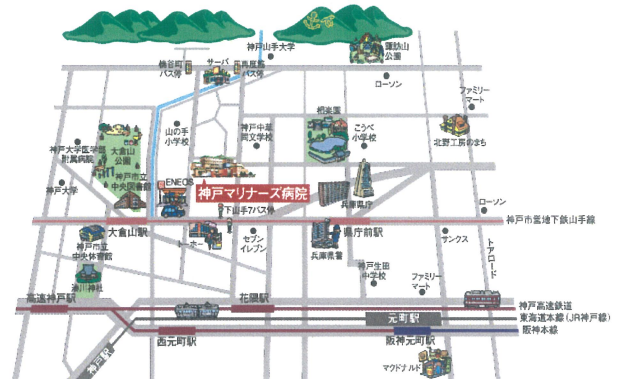 神戸山手大学
諏訪山
公園
楠谷町
バス停
サーバ
再度筋
バス停
ローソン
ファミリー
マート
相楽園
山の手
小学校
神戸中華
同文学校
こうべ
小学校
北野工房のまち
神戸大学医学部
附属病院
大倉山
公園
神戸大学
神戸市立
中央図書館
ENEOS
神戸マリナーズ病院
兵庫県庁
下山手7バス停
ローソン
神戸市営地下鉄山手線
大倉山駅
県庁前駅
トーホー
セブン
イレブン
兵庫県警
サンクス
トアロード
神戸市立
中央体育館
神戸生田
中学校
ファミリー
マート
湊川神社
高速神戸駅
花隈駅
神戸高速鉄道
元町駅
東海道本線(JR神戸線)
西元町駅
阪神元町駅
阪神本線
神戸駅
マクドナルド